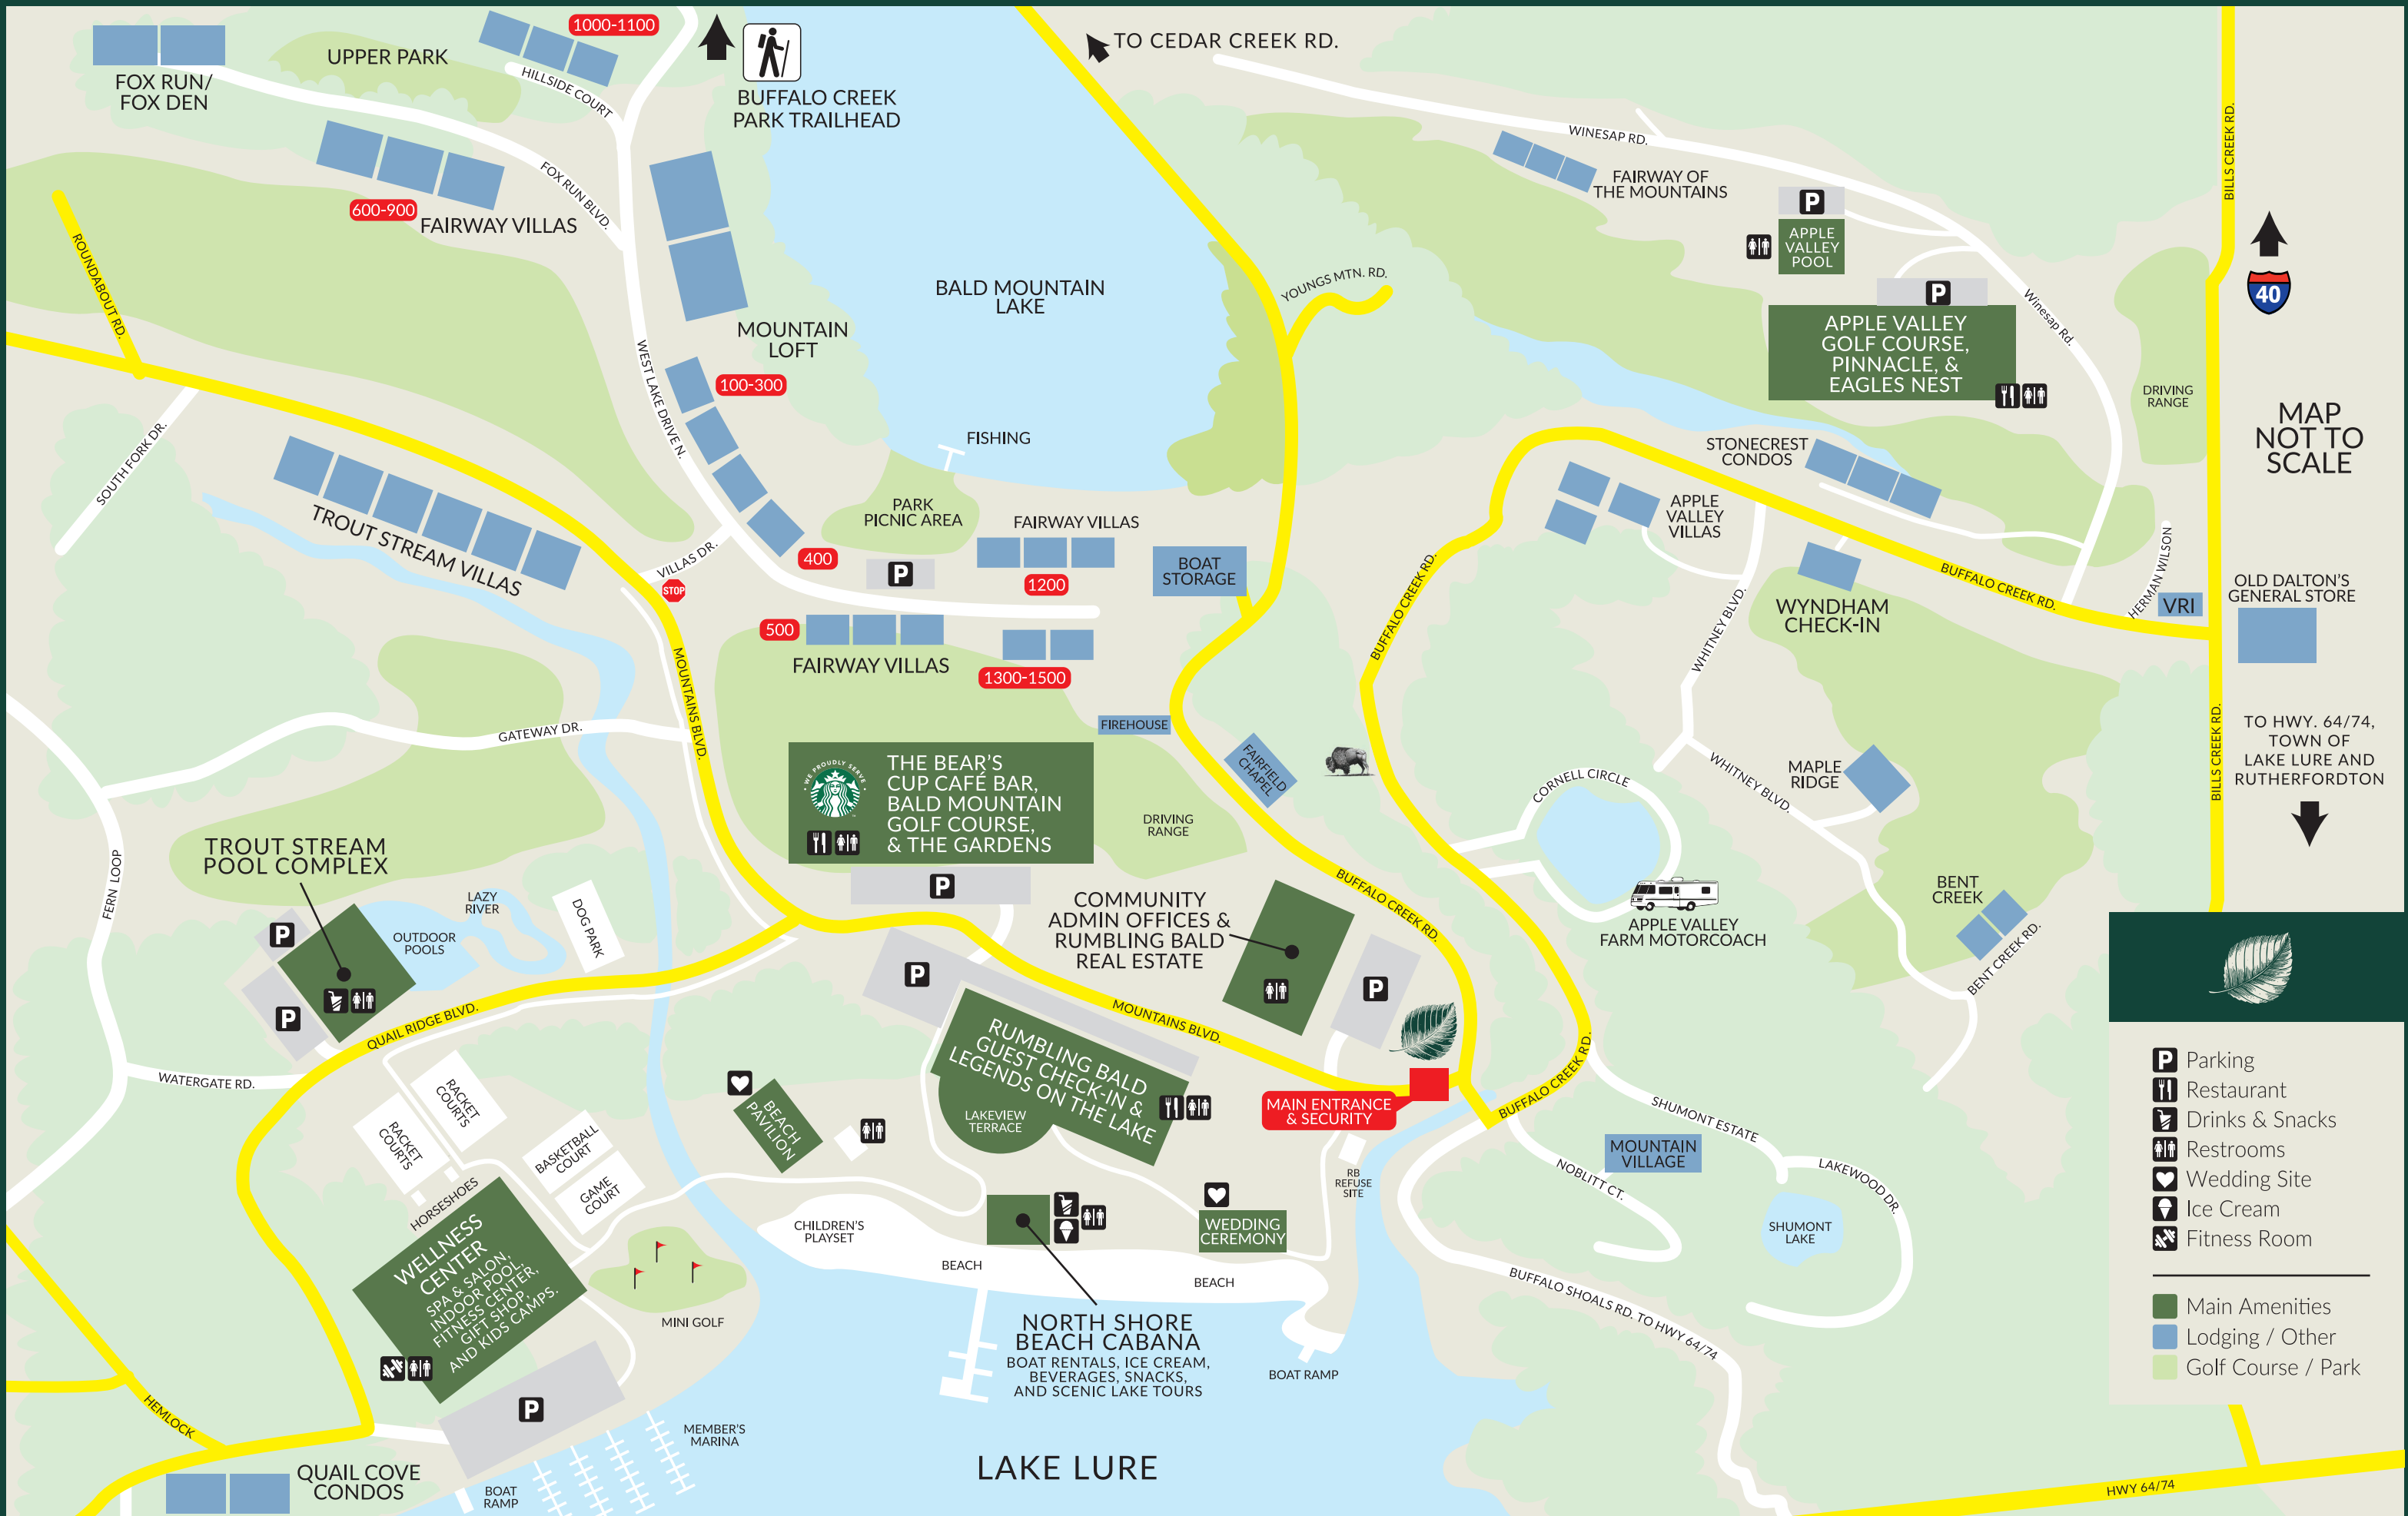 1000-1100
FOX RUN/
FOX DEN
UPPER PARK
HILLSIDE COURT
BUFFALO CREEK
PARK TRAILHEAD
TO CEDAR CREEK RD.
WINESAP RD.
BILLS CREEK RD.
FOX RUN BLVD.
600-900
FAIRWAY VILLAS
FAIRWAY OF
THE MOUNTAINS
P
APPLE
VALLEY
POOL
ROUNDABOUT RD.
BALD MOUNTAIN
LAKE
YOUNGS MTN. RD.
40
P
Winesap Rd.
APPLE VALLEY
GOLF COURSE,
PINNACLE, &
EAGLES NEST
MOUNTAIN
LOFT
WEST LAKE DRIVE N.
100-300
DRIVING
RANGE
MAP
NOT TO
SCALE
SOUTH FORK DR.
FISHING
STONECREST
CONDOS
TROUT STREAM VILLAS
PARK
PICNIC AREA
FAIRWAY VILLAS
APPLE
VALLEY
VILLAS
VILLAS DR.
400
P
1200
BOAT
STORAGE
STOP
BUFFALO CREEK RD.
WHITNEY BLVD.
WYNDHAM
CHECK-IN
BUFFALO CREEK RD.
HERMAN WILSON
VRI
OLD DALTON'S
GENERAL STORE
500
FAIRWAY VILLAS
1300-1500
MOUNTAINS BLVD.
GATEWAY DR.
FIREHOUSE
FAIRFIELD
CHAPEL
TO HWY. 64/74,
TOWN OF
LAKE LURE AND
RUTHERFORDTON
BILLS CREEK RD.
WE PROUDLY SERVE
THE BEAR'S
CUP CAFÉ BAR,
BALD MOUNTAIN
GOLF COURSE,
& THE GARDENS
DRIVING
RANGE
CORNELL CIRCLE
WHITNEY BLVD.
MAPLE
RIDGE
TROUT STREAM
POOL COMPLEX
FERN LOOP
LAZY
RIVER
DOG PARK
OUTDOOR
POOLS
P
P
P
P
COMMUNITY
ADMIN OFFICES &
RUMBLING BALD
REAL ESTATE
P
BUFFALO CREEK RD.
APPLE VALLEY
FARM MOTORCOACH
BENT
CREEK
BENT CREEK RD.
QUAIL RIDGE BLVD.
MOUNTAINS BLVD.
WATERGATE RD.
RACKET
COURTS
RACKET
COURTS
RUMBLING BALD
GUEST CHECK-IN &
LEGENDS ON THE LAKE
LAKEVIEW
TERRACE
MAIN ENTRANCE
& SECURITY
BUFFALO CREEK RD.
BEACH
PAVILION
BASKETBALL
COURT
GAME
COURT
HORSESHOES
RB
REFUSE
SITE
SHUMONT ESTATE
MOUNTAIN
VILLAGE
NOBLITT CT.
LAKEWOOD DR.
SHUMONT
LAKE
WELLNESS
CENTER
SPA & SALON,
INDOOR POOL,
FITNESS CENTER,
GIFT SHOP,
AND KIDS CAMPS.
CHILDREN'S
PLAYSET
BEACH
WEDDING
CEREMONY
BEACH
MINI GOLF
NORTH SHORE
BEACH CABANA
BOAT RENTALS, ICE CREAM,
BEVERAGES, SNACKS,
AND SCENIC LAKE TOURS
BOAT RAMP
BUFFALO SHOALS RD. TO HWY 64/74
HEMLOCK
P
MEMBER'S
MARINA
LAKE LURE
QUAIL COVE
CONDOS
BOAT
RAMP
HWY 64/74
P Parking
Restaurant
Drinks & Snacks
Restrooms
Wedding Site
Ice Cream
Fitness Room
Main Amenities
Lodging / Other
Golf Course / Park